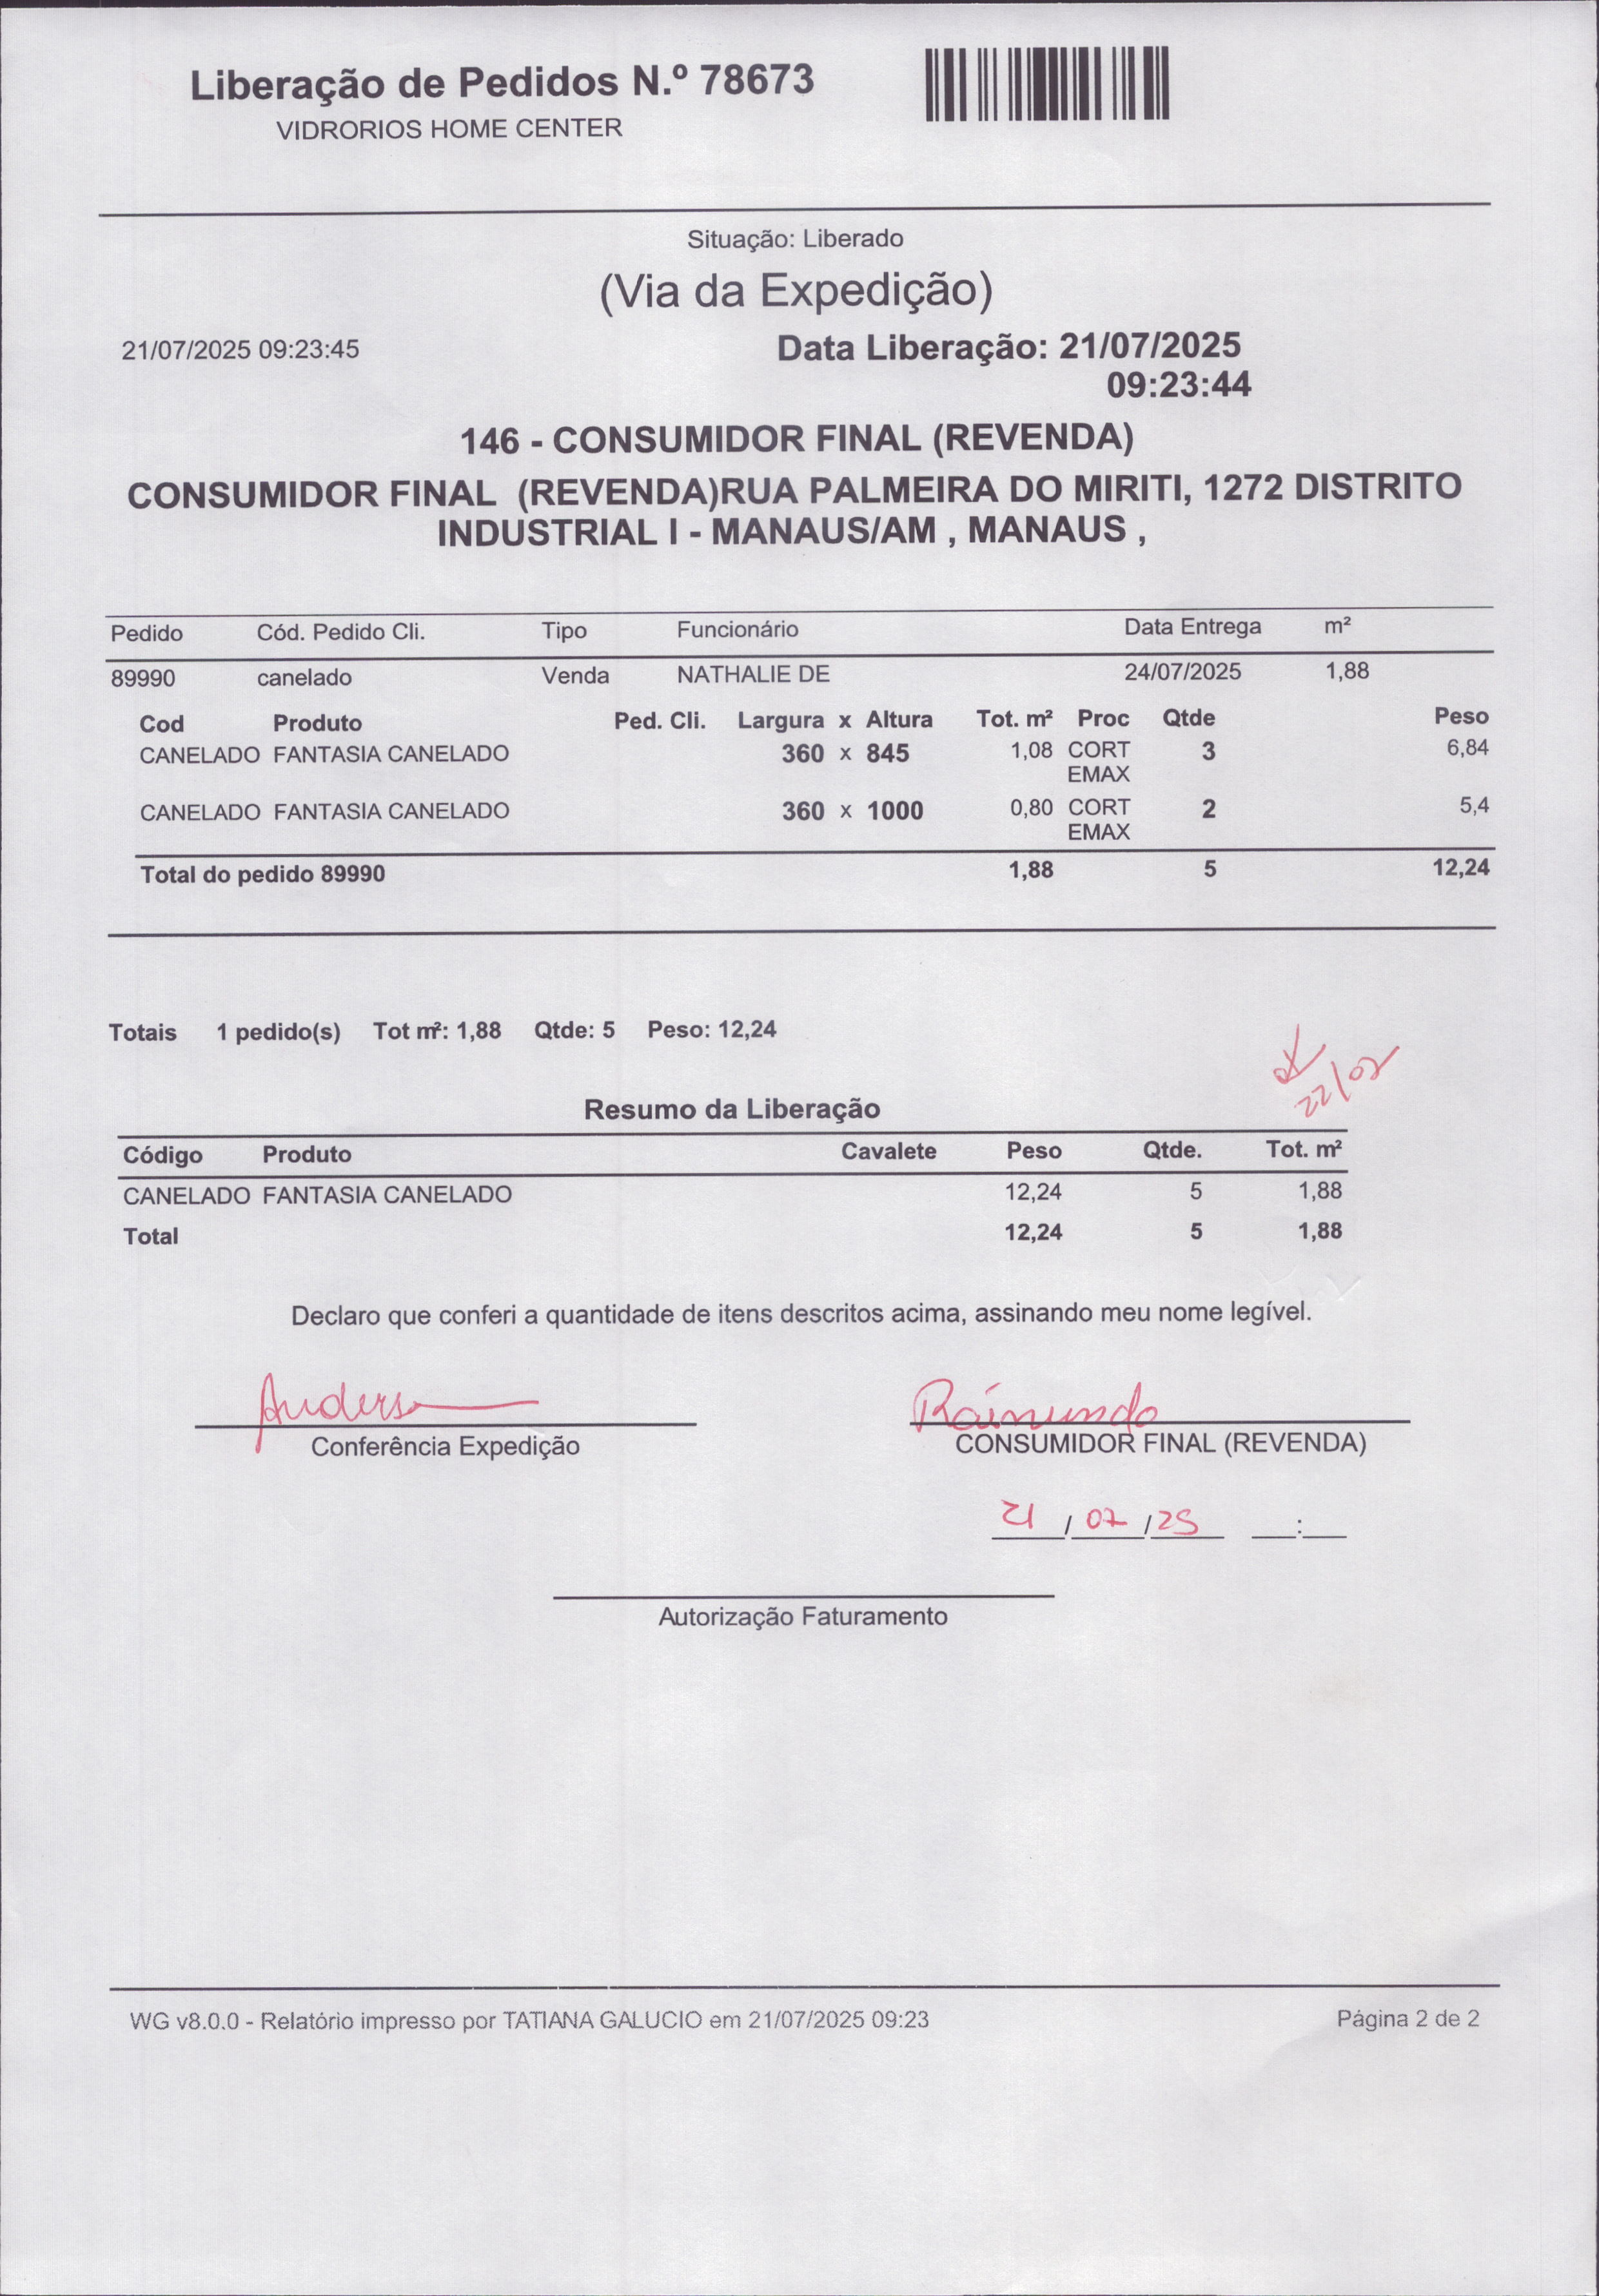 Liberação de Pedidos N.º 78673
VIDRORIOS HOME CENTER
Situação: Liberado
(Via da Expedição)
21/07/2025 09:23:45 Data Liberação: 21/07/2025
09:23:44
146 - CONSUMIDOR FINAL (REVENDA)
CONSUMIDOR FINAL (REVENDA)RUA PALMEIRA DO MIRITI, 1272 DISTRITO
INDUSTRIAL I - MANAUS/AM , MANAUS ,
Pedido Cód. Pedido Cli. Tipo Funcionário Data Entrega m²
89990 canelado Venda NATHALIE DE 24/07/2025 1,88
Cod Produto Ped. Cli. Largura x Altura Tot. m² Proc Qtde Peso
CANELADO FANTASIA CANELADO 360 x 845 1,08 CORT 3 6,84
EMAX
CANELADO FANTASIA CANELADO 360 x 1000 0,80 CORT 2 5,4
EMAX
Total do pedido 89990 1,88 5 12,24
Totais 1 pedido(s) Tot m²: 1,88 Qtde: 5 Peso: 12,24
22/07
Resumo da Liberação
Código Produto Cavalete Peso Qtde. Tot. m²
CANELADO FANTASIA CANELADO 12,24 5 1,88
Total 12,24 5 1,88
Declaro que conferi a quantidade de itens descritos acima, assinando meu nome legível.
Anderson Raimundo
Conferência Expedição CONSUMIDOR FINAL (REVENDA)
21/07/25 __:__
Autorização Faturamento
WG v8.0.0 - Relatório impresso por TATIANA GALUCIO em 21/07/2025 09:23 Página 2 de 2